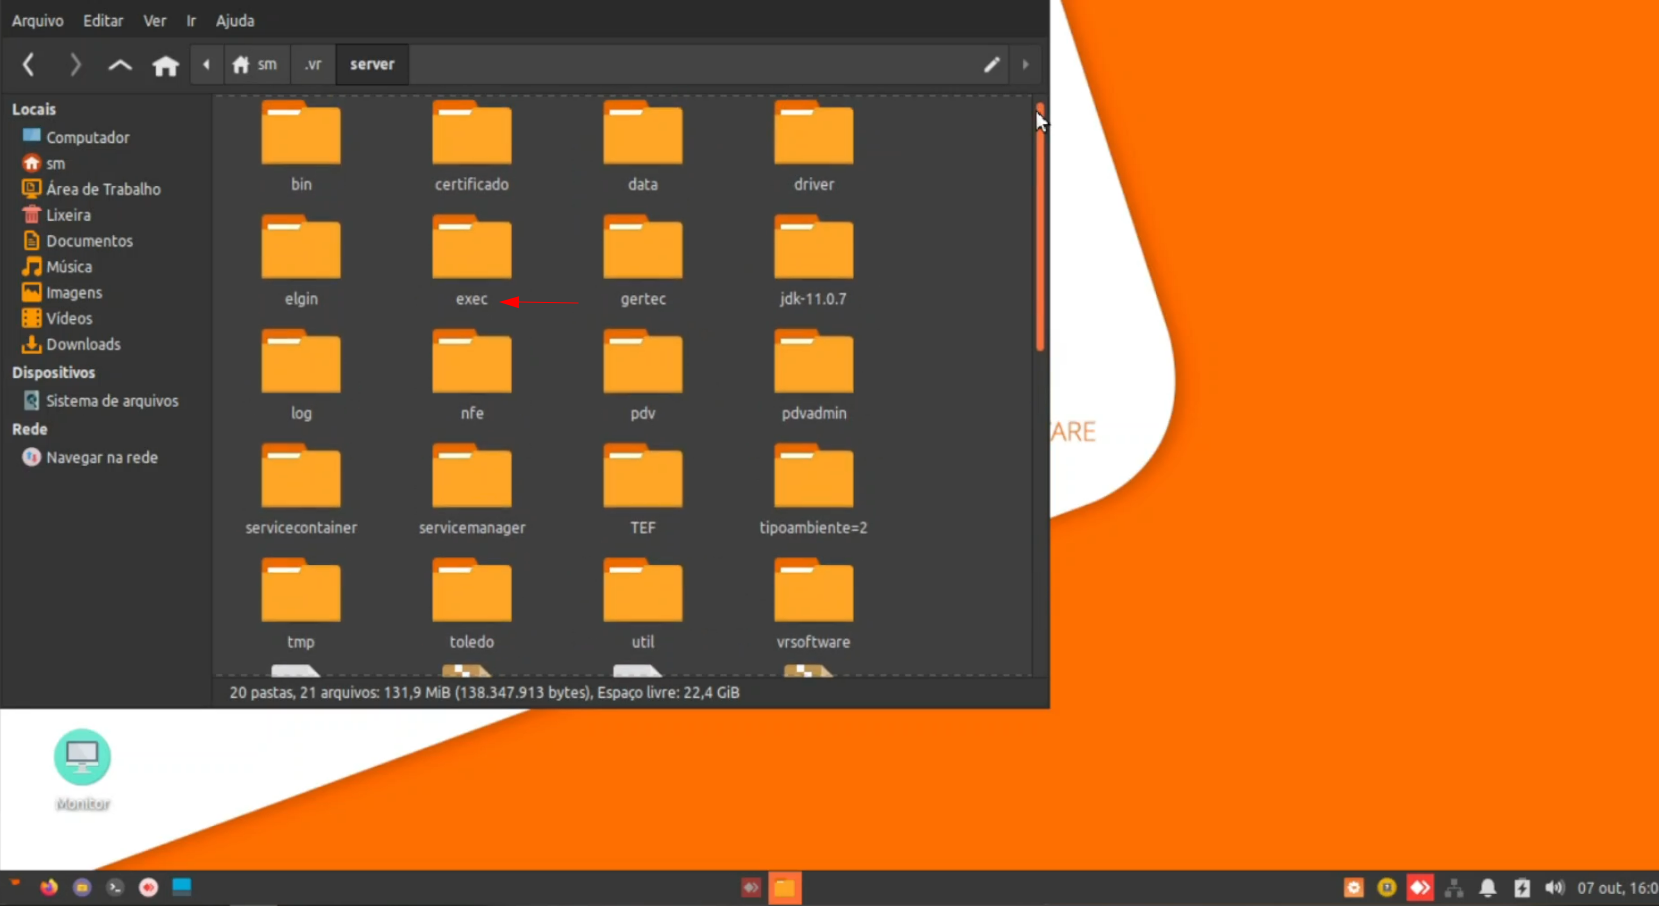 Arquivo Editar Ver Ir Ajuda
sm .vr server
Locais
Computador
sm
Área de Trabalho
Lixeira
Documentos
Música
Imagens
Vídeos
Downloads
Dispositivos
Sistema de arquivos
Rede
Navegar na rede
bin certificado data driver
elgin exec gertec jdk-11.0.7
log nfe pdv pdvadmin
servicecontainer servicemanager TEF tipoambiente=2
tmp toledo util vrsoftware
20 pastas, 21 arquivos: 131,9 MiB (138.347.913 bytes), Espaço livre: 22,4 GiB
ARE
Monitor
07 out, 16:0